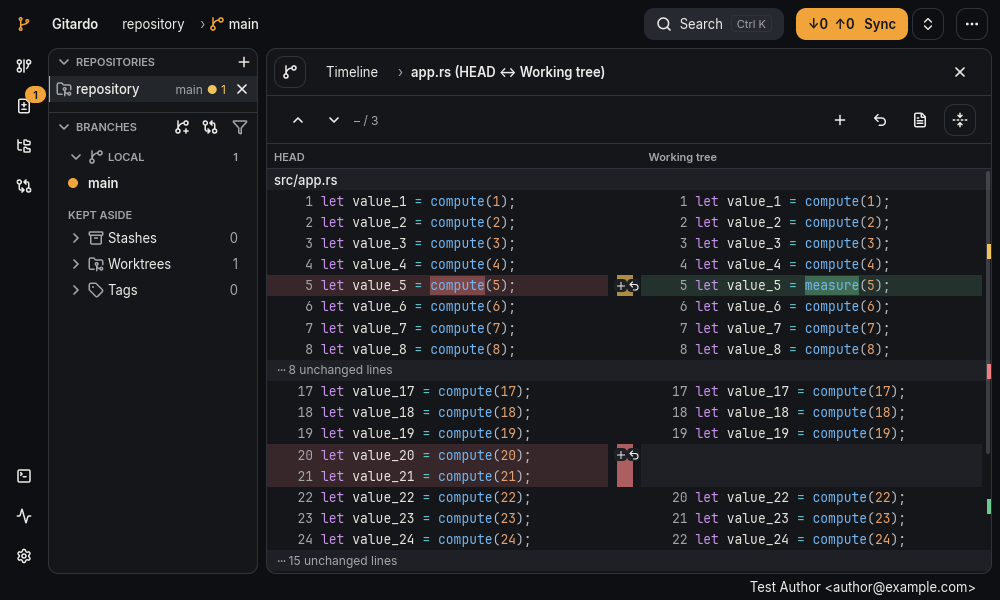 Gitardo repository › main Search Ctrl K ↓0 ↑0 Sync
REPOSITORIES
1
repository main 1
BRANCHES
LOCAL 1
main
KEPT ASIDE
Stashes 0
Worktrees 1
Tags 0
Timeline › app.rs (HEAD ↔ Working tree)
– / 3
HEAD Working tree
src/app.rs
1 let value_1 = compute(1); 1 let value_1 = compute(1);
2 let value_2 = compute(2); 2 let value_2 = compute(2);
3 let value_3 = compute(3); 3 let value_3 = compute(3);
4 let value_4 = compute(4); 4 let value_4 = compute(4);
5 let value_5 = compute(5); 5 let value_5 = measure(5);
6 let value_6 = compute(6); 6 let value_6 = compute(6);
7 let value_7 = compute(7); 7 let value_7 = compute(7);
8 let value_8 = compute(8); 8 let value_8 = compute(8);
··· 8 unchanged lines
17 let value_17 = compute(17); 17 let value_17 = compute(17);
18 let value_18 = compute(18); 18 let value_18 = compute(18);
19 let value_19 = compute(19); 19 let value_19 = compute(19);
20 let value_20 = compute(20);
21 let value_21 = compute(21);
22 let value_22 = compute(22); 20 let value_22 = compute(22);
23 let value_23 = compute(23); 21 let value_23 = compute(23);
24 let value_24 = compute(24); 22 let value_24 = compute(24);
··· 15 unchanged lines
Test Author <author@example.com>